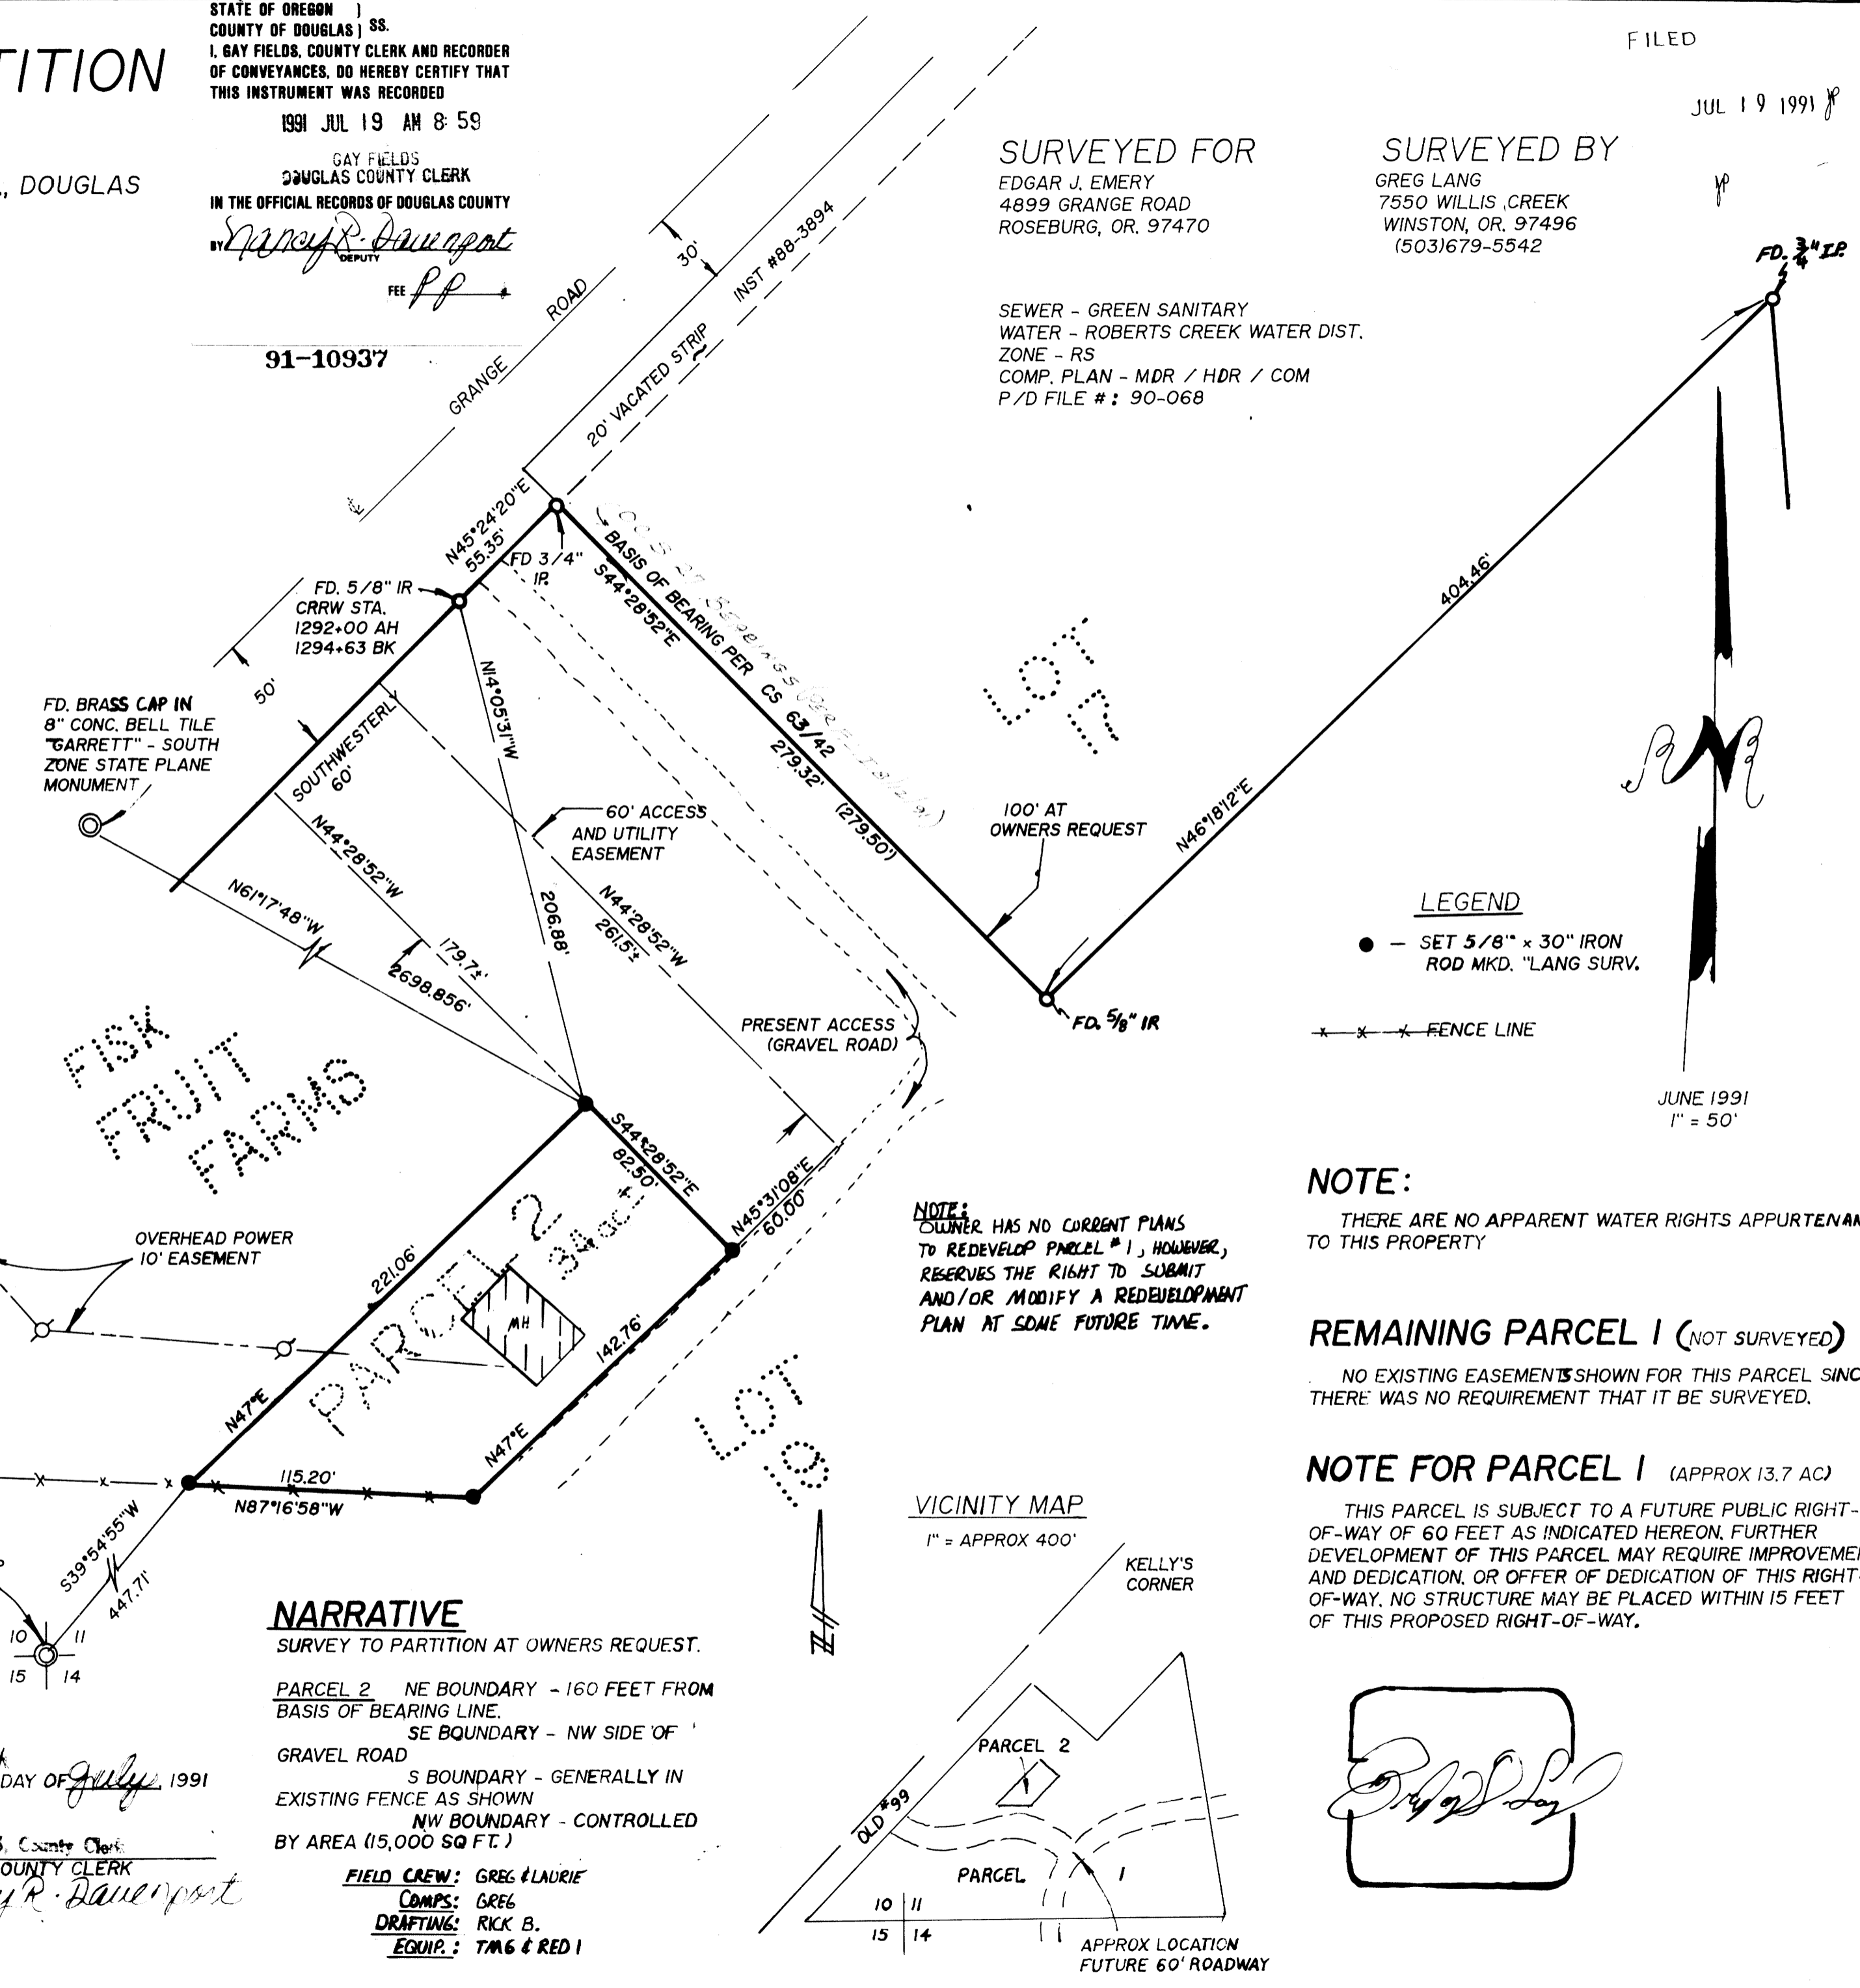 TITION
., DOUGLAS
STATE OF OREGON )
COUNTY OF DOUGLAS ) SS.
I, GAY FIELDS, COUNTY CLERK AND RECORDER
OF CONVEYANCES, DO HEREBY CERTIFY THAT
THIS INSTRUMENT WAS RECORDED
1991 JUL 19 AM 8:59
GAY FIELDS
DOUGLAS COUNTY CLERK
IN THE OFFICIAL RECORDS OF DOUGLAS COUNTY
BY Nancy R. Davenport
DEPUTY
FEE PP
91-10937
FILED
JUL 19 1991
SURVEYED FOR
EDGAR J. EMERY
4899 GRANGE ROAD
ROSEBURG, OR. 97470
SURVEYED BY
GREG LANG
7550 WILLIS CREEK
WINSTON, OR. 97496
(503)679-5542
SEWER - GREEN SANITARY
WATER - ROBERTS CREEK WATER DIST.
ZONE - RS
COMP. PLAN - MDR / HDR / COM
P/D FILE #: 90-068
FD. 3/4" I.P.
30'
INST #88-3894
20' VACATED STRIP
GRANGE ROAD
N45°24'20"E
55.35'
FD 3/4"
IP.
FD. 5/8" IR
CRRW STA.
1292+00 AH
1294+63 BK
50'
BASIS OF BEARING PER CS 63/42
S44°28'52"E
279.32' (279.50')
LOT
17
404.46'
N46°18'12"E
100' AT
OWNERS REQUEST
FD. 5/8" IR
FD. BRASS CAP IN
8" CONC. BELL TILE
"GARRETT" - SOUTH
ZONE STATE PLANE
MONUMENT
SOUTHWESTERLY
60'
N14°05'31"W
206.88'
60' ACCESS
AND UTILITY
EASEMENT
N44°28'52"W
179.7±'
N61°17'48"W
2698.856'
N44°28'52"W
261.5'±
PRESENT ACCESS
(GRAVEL ROAD)
FISK
FRUIT
FARMS
LEGEND
● - SET 5/8" x 30" IRON
ROD MKD. "LANG SURV.
x x x FENCE LINE
N
JUNE 1991
1" = 50'
S44°28'52"E
82.50'
N45°31'08"E
60.00'
OVERHEAD POWER
10' EASEMENT
221.06'
N47°E
PARCEL 2
.34 ac ±
MH
142.76'
N47°E
115.20'
N87°16'58"W
S39°54'55"W
447.71'
10 11
15 14
LOT
19
NOTE:
OWNER HAS NO CURRENT PLANS
TO REDEVELOP PARCEL #1, HOWEVER,
RESERVES THE RIGHT TO SUBMIT
AND/OR MODIFY A REDEVELOPMENT
PLAN AT SOME FUTURE TIME.
NOTE:
THERE ARE NO APPARENT WATER RIGHTS APPURTENAN
TO THIS PROPERTY
REMAINING PARCEL 1 (NOT SURVEYED)
NO EXISTING EASEMENTS SHOWN FOR THIS PARCEL SINC
THERE WAS NO REQUIREMENT THAT IT BE SURVEYED.
NOTE FOR PARCEL 1 (APPROX 13.7 AC)
THIS PARCEL IS SUBJECT TO A FUTURE PUBLIC RIGHT-
OF-WAY OF 60 FEET AS INDICATED HEREON. FURTHER
DEVELOPMENT OF THIS PARCEL MAY REQUIRE IMPROVEME
AND DEDICATION, OR OFFER OF DEDICATION OF THIS RIGHT-
OF-WAY. NO STRUCTURE MAY BE PLACED WITHIN 15 FEET
OF THIS PROPOSED RIGHT-OF-WAY.
NARRATIVE
SURVEY TO PARTITION AT OWNERS REQUEST.
PARCEL 2 NE BOUNDARY - 160 FEET FROM
BASIS OF BEARING LINE.
SE BOUNDARY - NW SIDE OF
GRAVEL ROAD
S BOUNDARY - GENERALLY IN
EXISTING FENCE AS SHOWN
NW BOUNDARY - CONTROLLED
BY AREA (15,000 SQ FT.)
FIELD CREW: GREG & LAURIE
COMPS: GREG
DRAFTING: RICK B.
EQUIP.: TM6 & RED 1
DAY OF July, 1991
County Clerk
OUNTY CLERK
y R. Davenport
VICINITY MAP
1" = APPROX 400'
KELLY'S
CORNER
PARCEL 2
OLD #99
PARCEL 1
10 11
15 14
APPROX LOCATION
FUTURE 60' ROADWAY
N